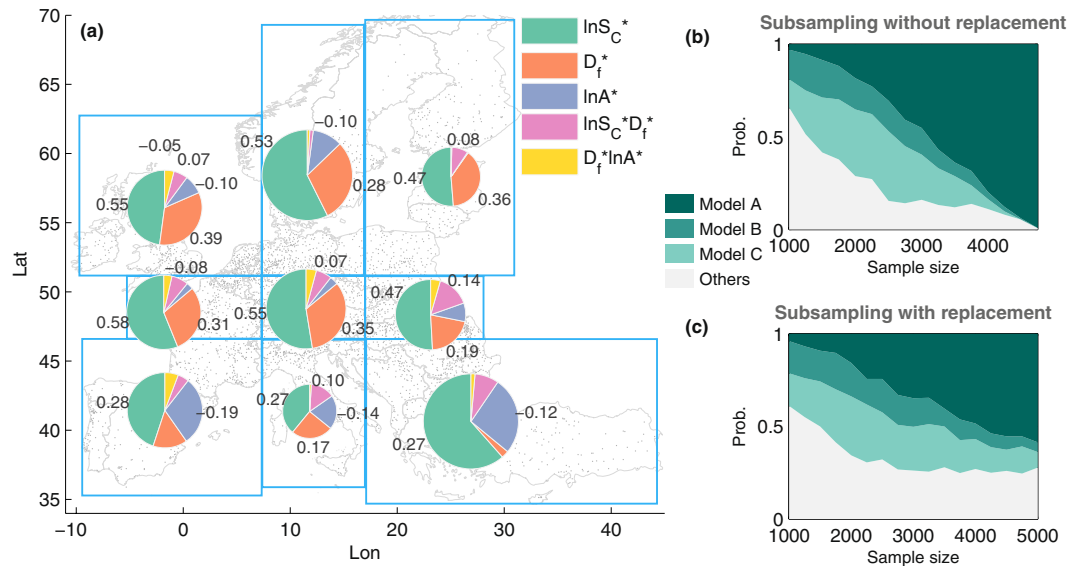 (a)
lnS_C^*
D_f^*
lnA^*
lnS_C^*D_f^*
D_f^*lnA^*
70
65
60
55
50
45
40
35
Lat
−10
0
10
20
30
40
Lon
0.53
−0.10
0.28
0.08
0.47
0.36
−0.05
0.07
−0.10
0.55
0.39
−0.08
0.58
0.31
0.07
0.55
0.35
0.14
0.47
0.19
0.28
−0.19
0.10
0.27
−0.14
0.17
−0.12
0.27
(b)
Subsampling without replacement
1
0.5
0
Prob.
1000
2000
3000
4000
Sample size
Model A
Model B
Model C
Others
(c)
Subsampling with replacement
1
0.5
0
Prob.
1000
2000
3000
4000
5000
Sample size